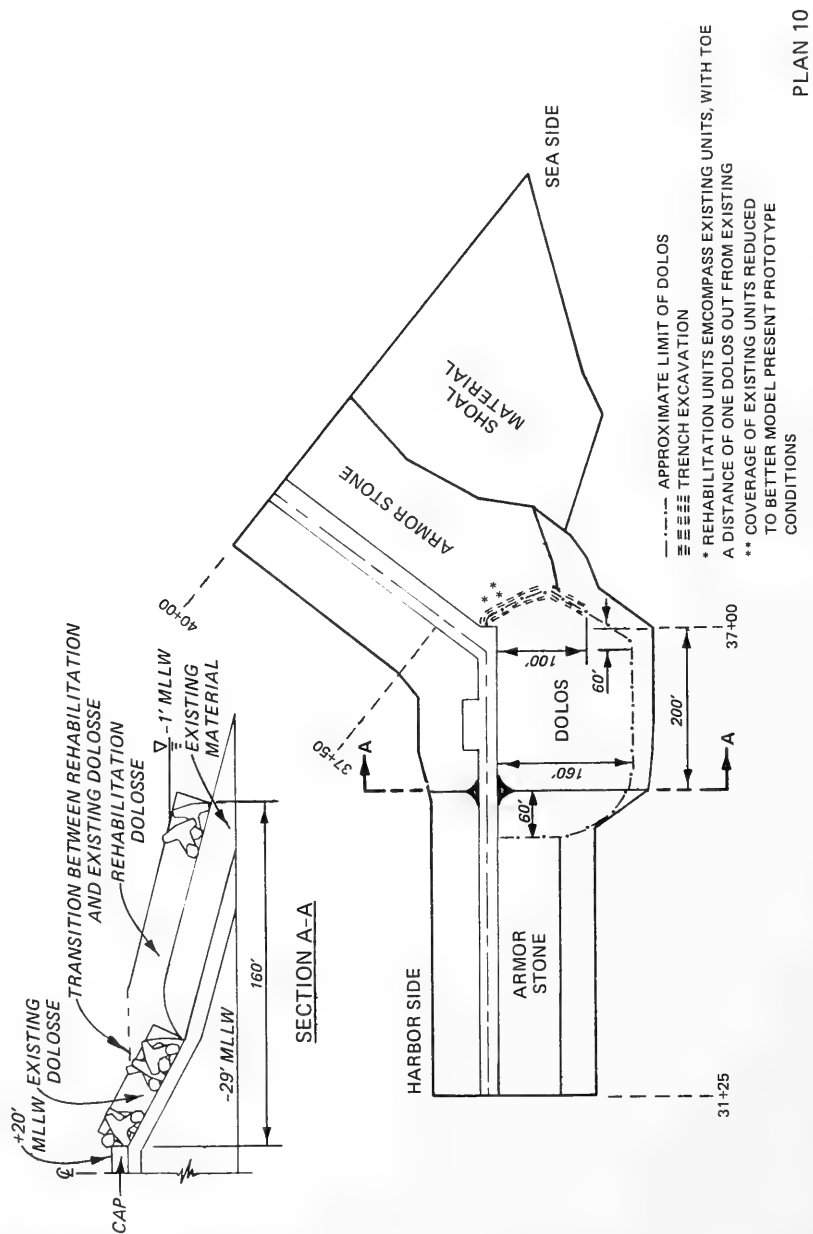 +20'
MLLW
EXISTING
DOLOSSE
TRANSITION BETWEEN REHABILITATION
AND EXISTING DOLOSSE
REHABILITATION
DOLOSSE
-1' MLLW
EXISTING
MATERIAL
CAP
-29' MLLW
160'
SECTION A-A
40+00
37+50
A
HARBOR SIDE
ARMOR STONE
SHOAL
MATERIAL
SEA SIDE
* *
* *
60'
160'
DOLOS
100'
60'
200'
ARMOR
STONE
A
31+25
37+00
APPROXIMATE LIMIT OF DOLOS
TRENCH EXCAVATION
* REHABILITATION UNITS EMCOMPASS EXISTING UNITS, WITH TOE
A DISTANCE OF ONE DOLOS OUT FROM EXISTING
** COVERAGE OF EXISTING UNITS REDUCED
TO BETTER MODEL PRESENT PROTOTYPE
CONDITIONS
PLAN 10